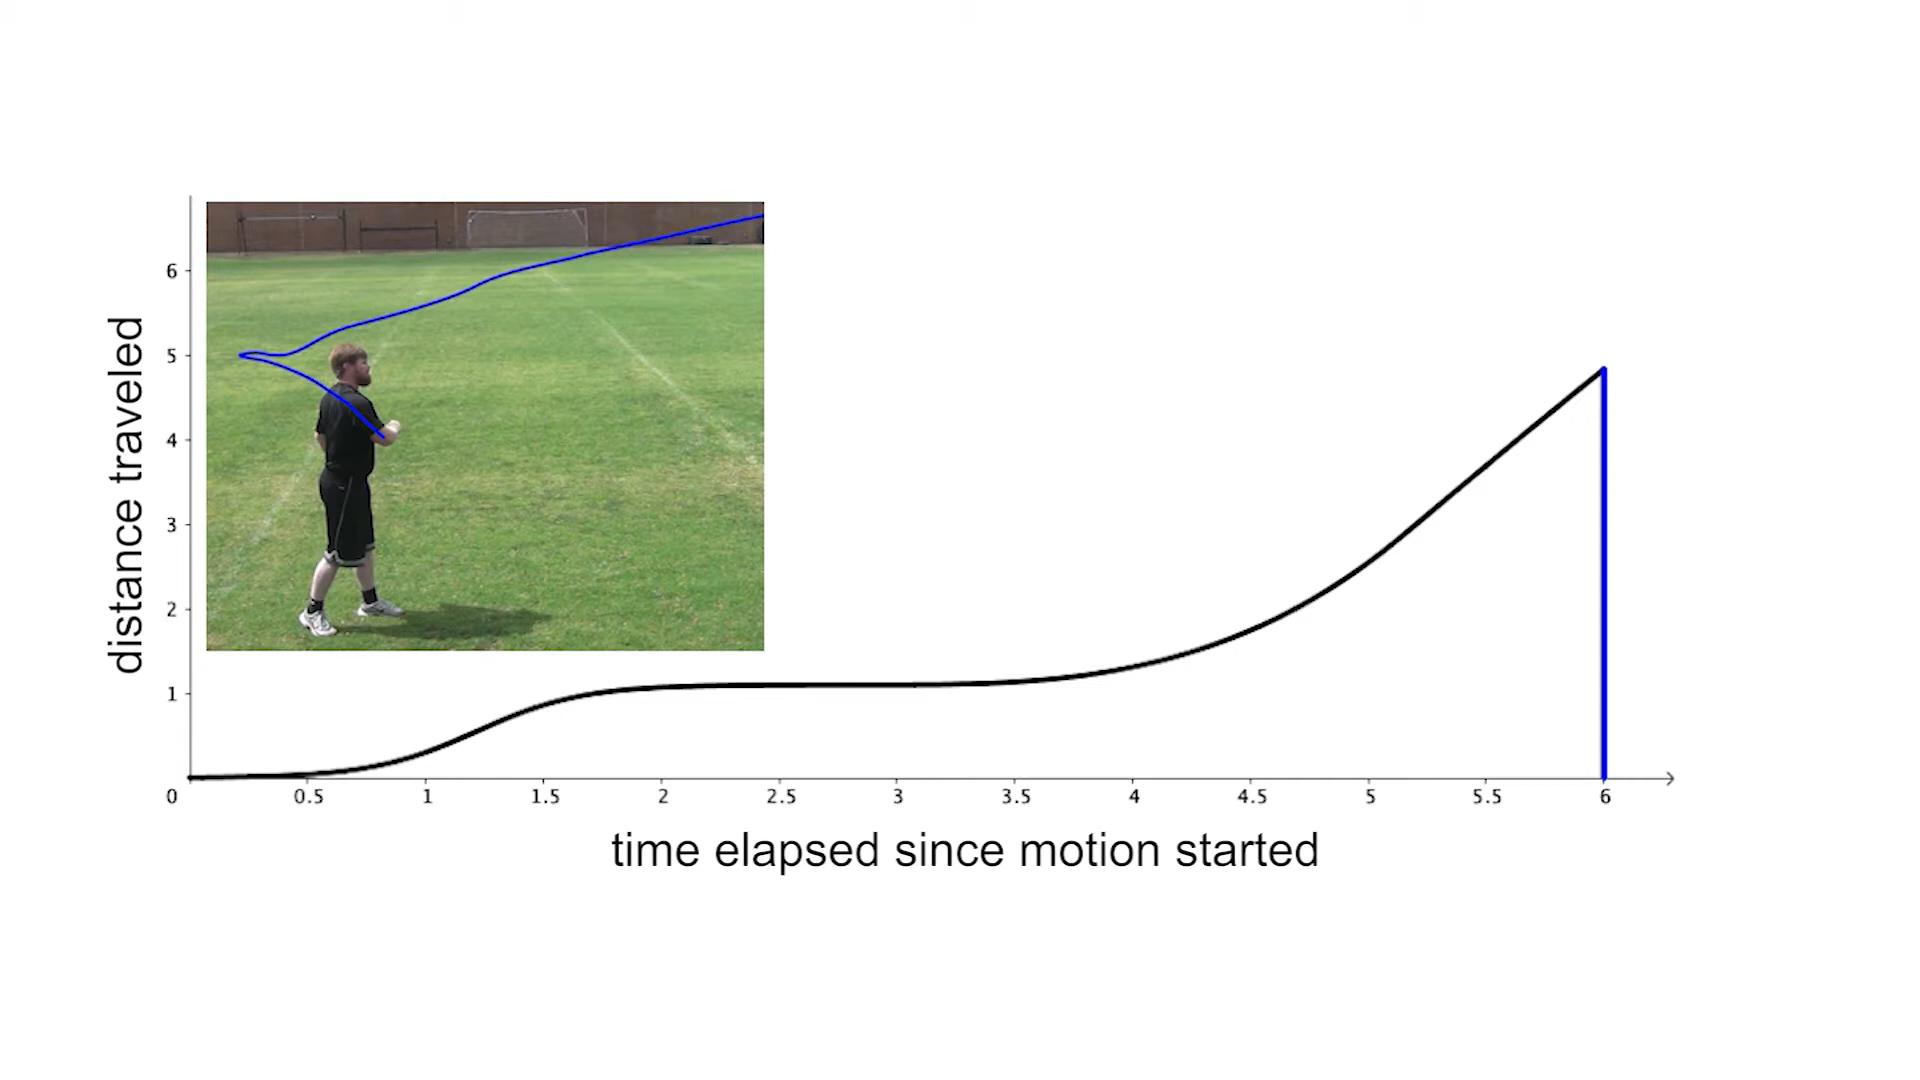 distance traveled
6
5
4
3
2
1
0 0.5 1 1.5 2 2.5 3 3.5 4 4.5 5 5.5 6
time elapsed since motion started